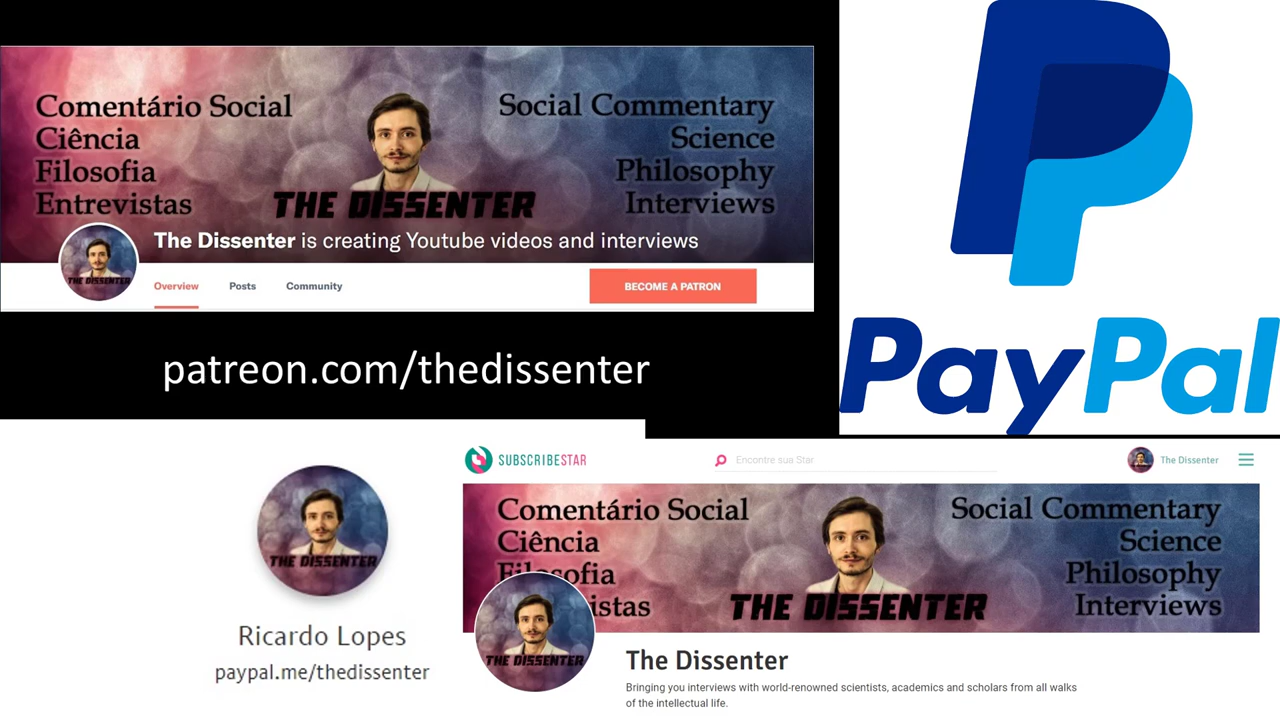 Comentário Social
Ciência
Filosofia
Entrevistas
Social Commentary
Science
Philosophy
Interviews
THE DISSENTER
The Dissenter is creating Youtube videos and interviews
THE DISSENTER
Overview Posts Community
BECOME A PATRON
patreon.com/thedissenter
PayPal
THE DISSENTER
Ricardo Lopes
paypal.me/thedissenter
SUBSCRIBESTAR
Encontre sua Star
The Dissenter
Comentário Social
Ciência
Filosofia
istas
Social Commentary
Science
Philosophy
Interviews
THE DISSENTER
THE DISSENTER
The Dissenter
Bringing you interviews with world-renowned scientists, academics and scholars from all walks
of the intellectual life.